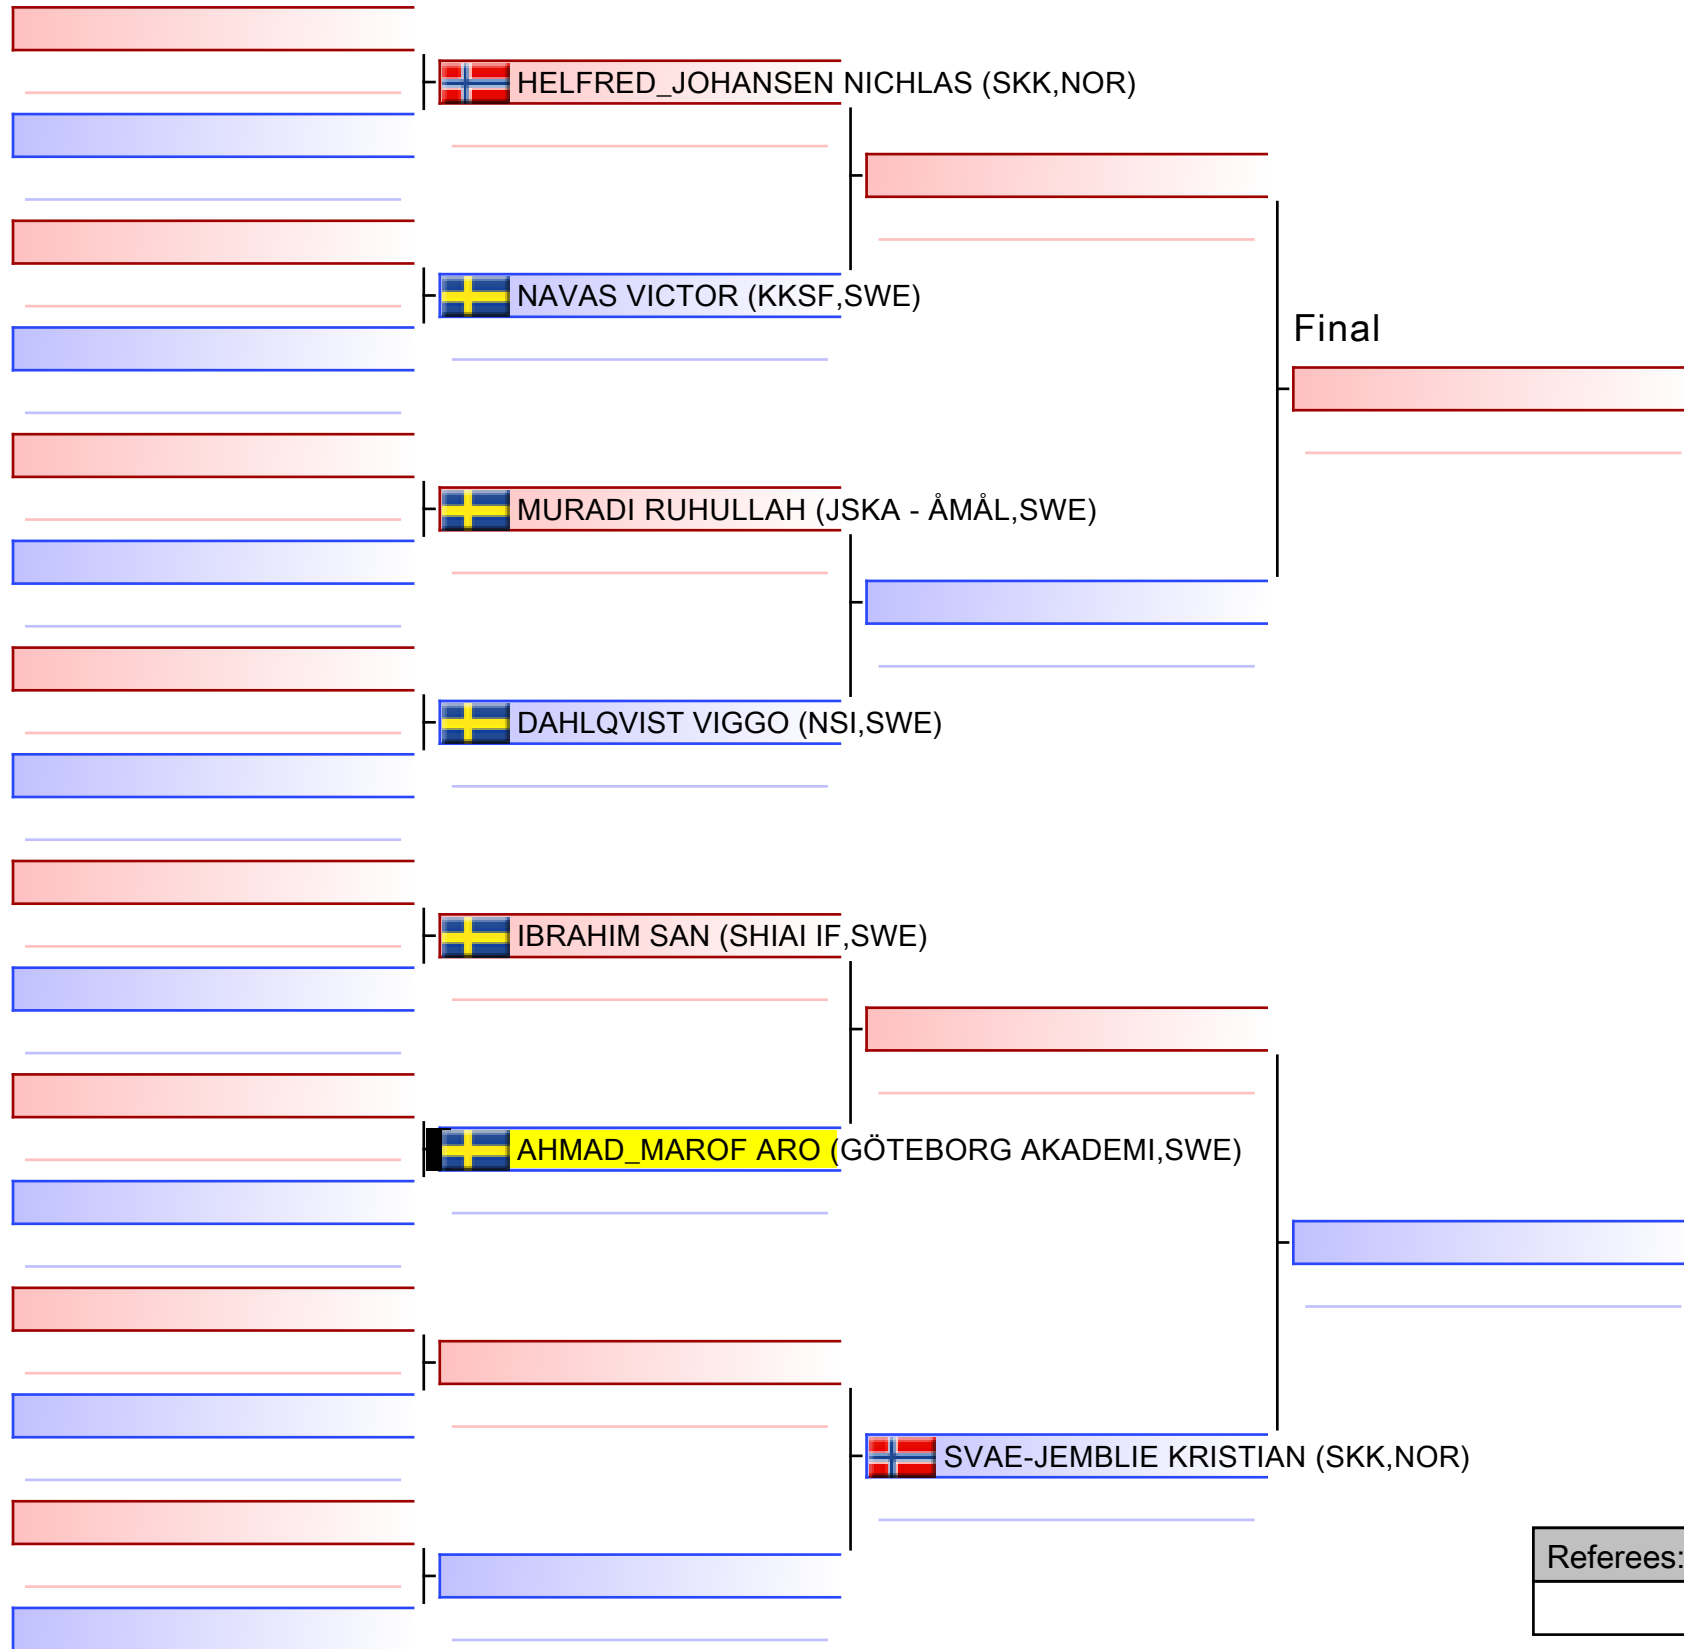 HELFRED_JOHANSEN NICHLAS (SKK,NOR)
NAVAS VICTOR (KKSF,SWE)
Final
MURADI RUHULLAH (JSKA - ÅMÅL,SWE)
DAHLQVIST VIGGO (NSI,SWE)
IBRAHIM SAN (SHIAI IF,SWE)
AHMAD_MAROF ARO (GÖTEBORG AKADEMI,SWE)
SVAE-JEMBLIE KRISTIAN (SKK,NOR)
Referees: